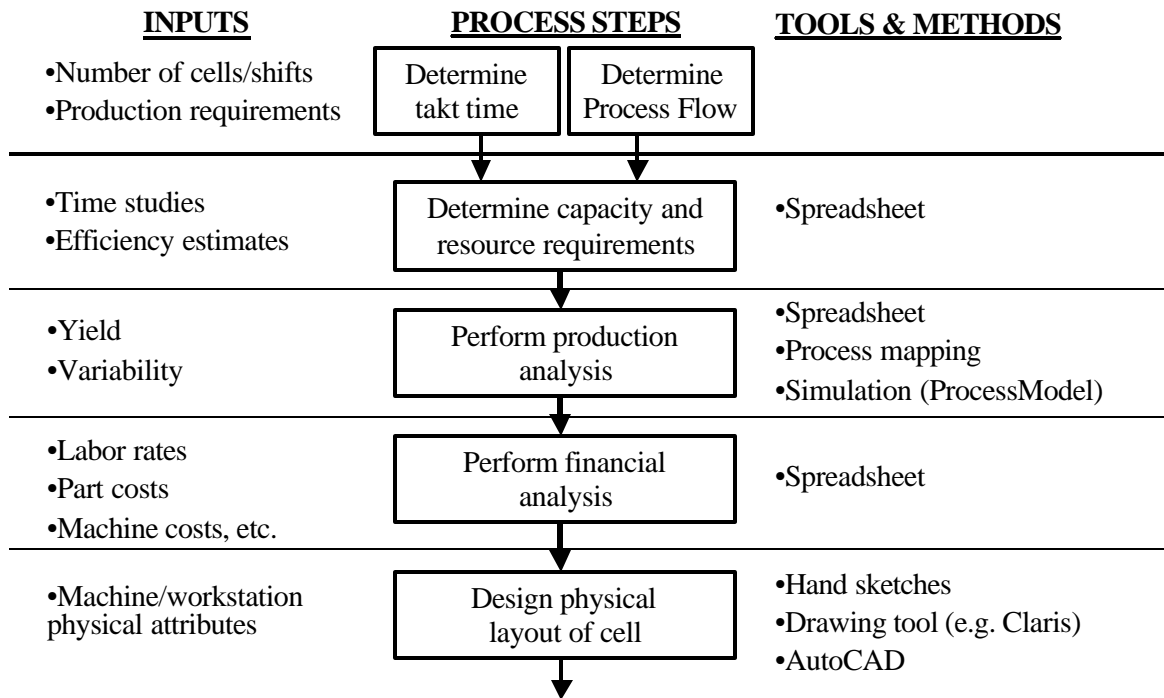 INPUTS
PROCESS STEPS
TOOLS & METHODS
•Number of cells/shifts
•Production requirements
Determine
takt time
Determine
Process Flow
•Time studies
•Efficiency estimates
Determine capacity and
resource requirements
•Spreadsheet
•Yield
•Variability
Perform production
analysis
•Spreadsheet
•Process mapping
•Simulation (ProcessModel)
•Labor rates
•Part costs
•Machine costs, etc.
Perform financial
analysis
•Spreadsheet
•Machine/workstation
physical attributes
Design physical
layout of cell
•Hand sketches
•Drawing tool (e.g. Claris)
•AutoCAD